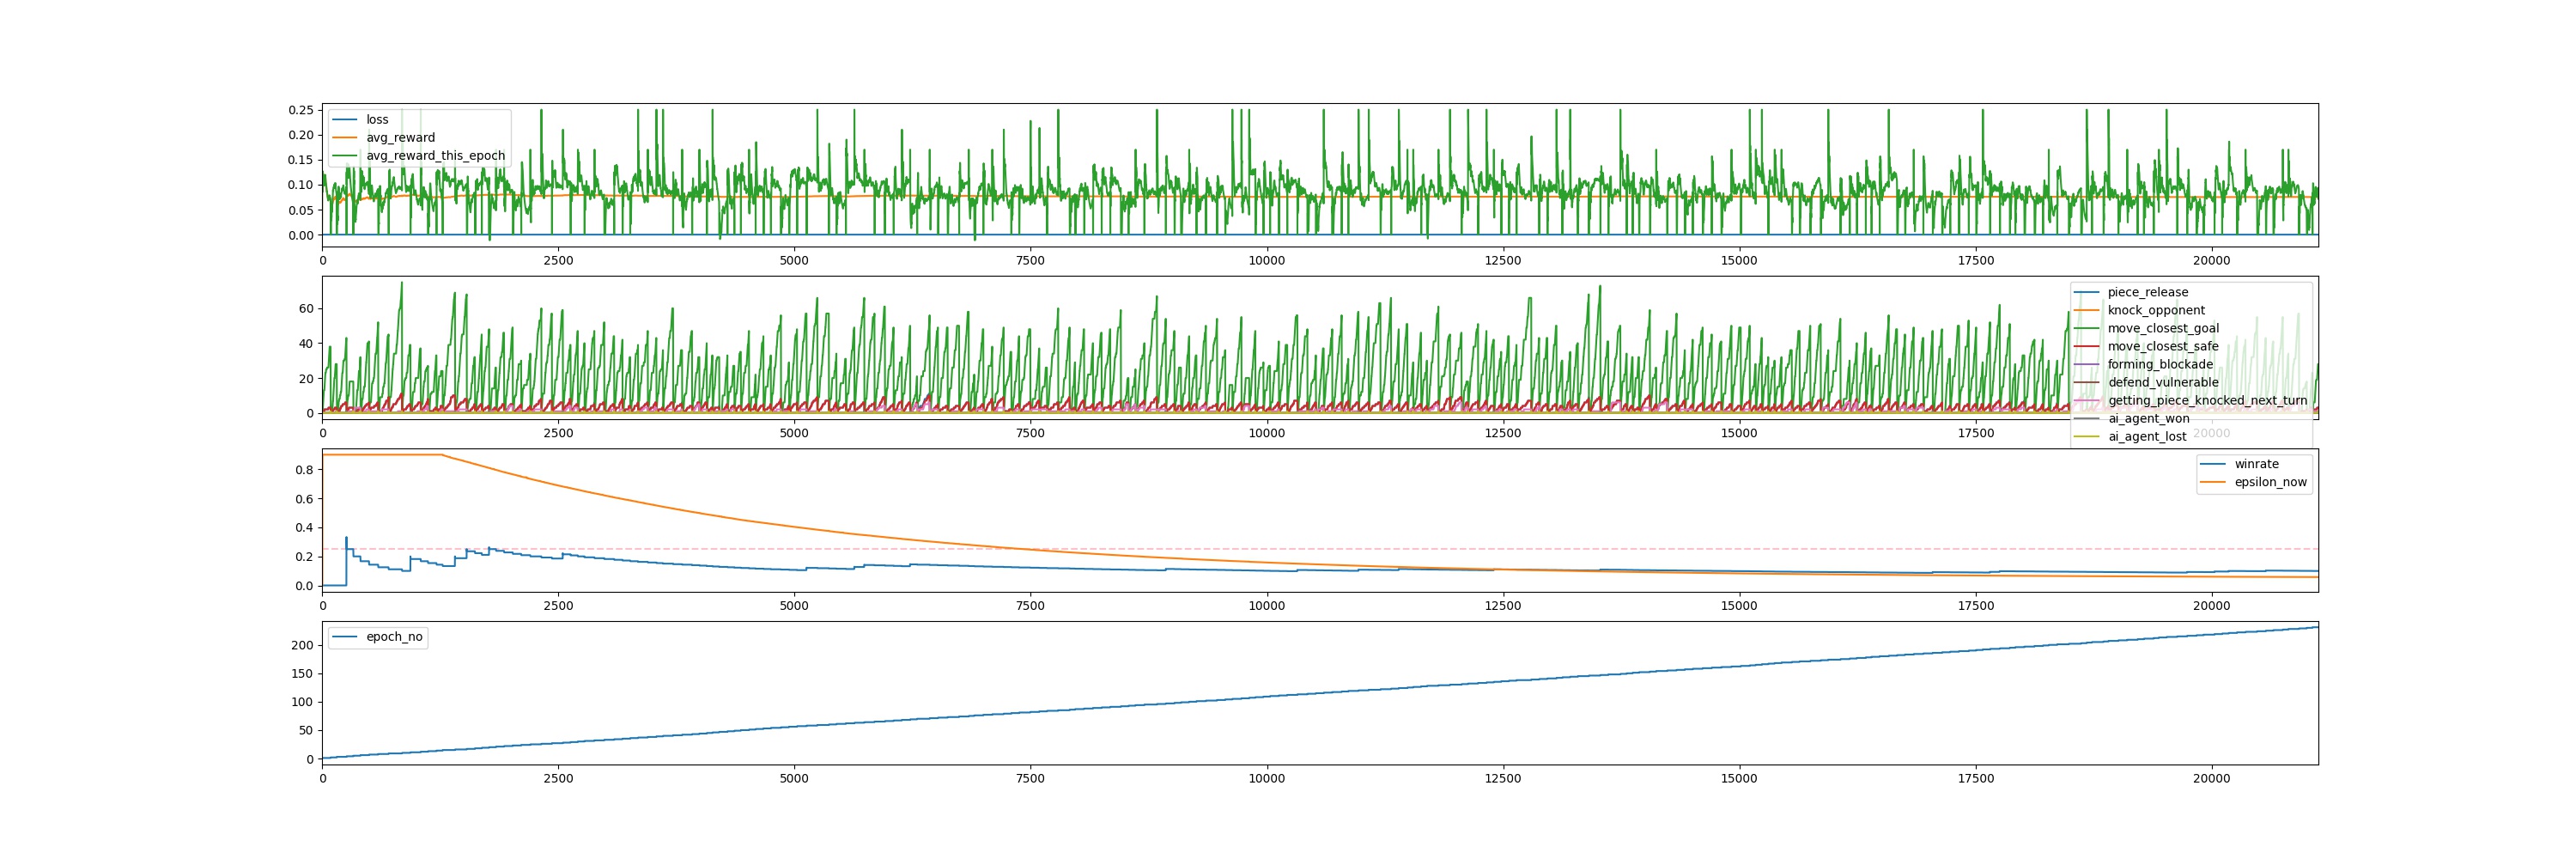 0.25
0.20
0.15
0.10
0.05
0.00
loss
avg_reward
avg_reward_this_epoch
0 2500 5000 7500 10000 12500 15000 17500 20000
60
40
20
0
piece_release
knock_opponent
move_closest_goal
move_closest_safe
forming_blockade
defend_vulnerable
getting_piece_knocked_next_turn
ai_agent_won
ai_agent_lost
0 2500 5000 7500 10000 12500 15000 17500 20000
0.8
0.6
0.4
0.2
0.0
winrate
epsilon_now
0 2500 5000 7500 10000 12500 15000 17500 20000
200
150
100
50
0
epoch_no
0 2500 5000 7500 10000 12500 15000 17500 20000